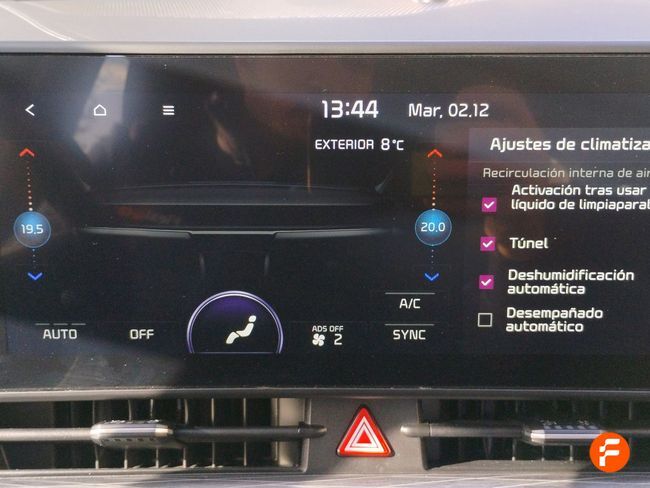 13:44 Mar, 02.12
EXTERIOR 8°C
Ajustes de climatiza
Recirculación interna de air
Activación tras usar
líquido de limpiaparab
19,5
20,0
Túnel
Deshumidificación
automática
A/C
Desempañado
automático
AUTO OFF
ADS OFF
2
SYNC